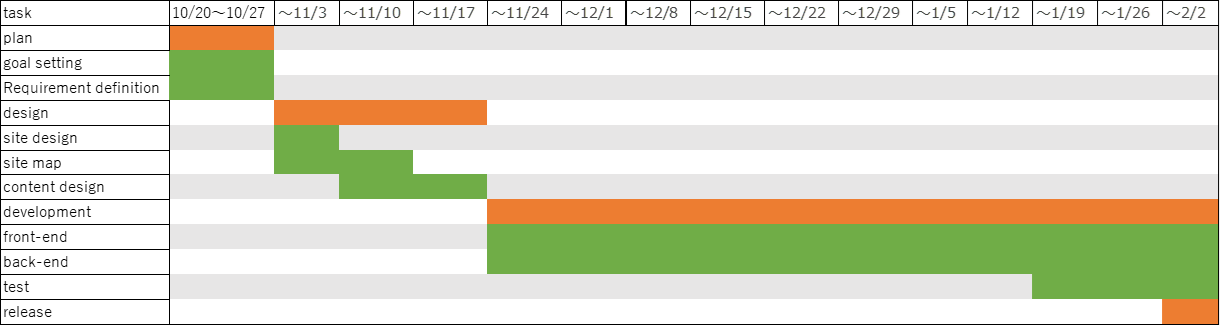 task 10/20～10/27 ～11/3 ～11/10 ～11/17 ～11/24 ～12/1 ～12/8 ～12/15 ～12/22 ～12/29 ～1/5 ～1/12 ～1/19 ～1/26 ～2/2
plan
goal setting
Requirement definition
design
site design
site map
content design
development
front-end
back-end
test
release